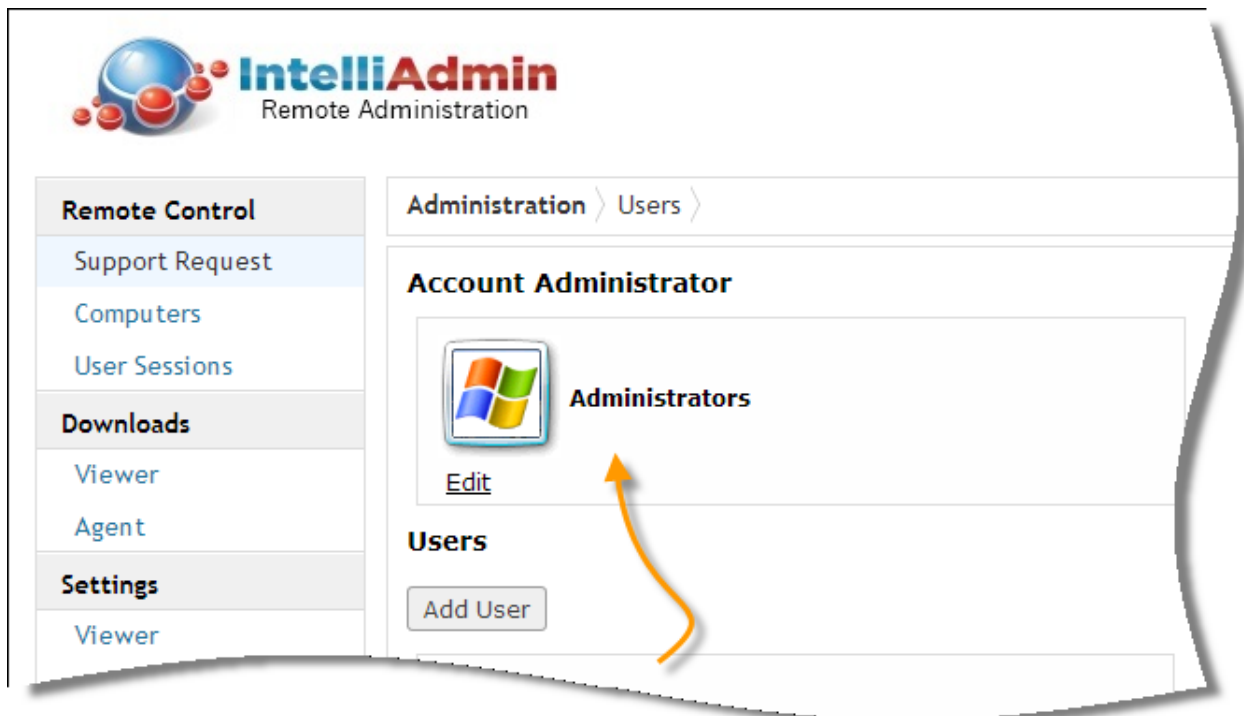 IntelliAdmin
Remote Administration
Remote Control
Support Request
Computers
User Sessions
Downloads
Viewer
Agent
Settings
Viewer
Administration Users
Account Administrator
Administrators
Edit
Users
Add User